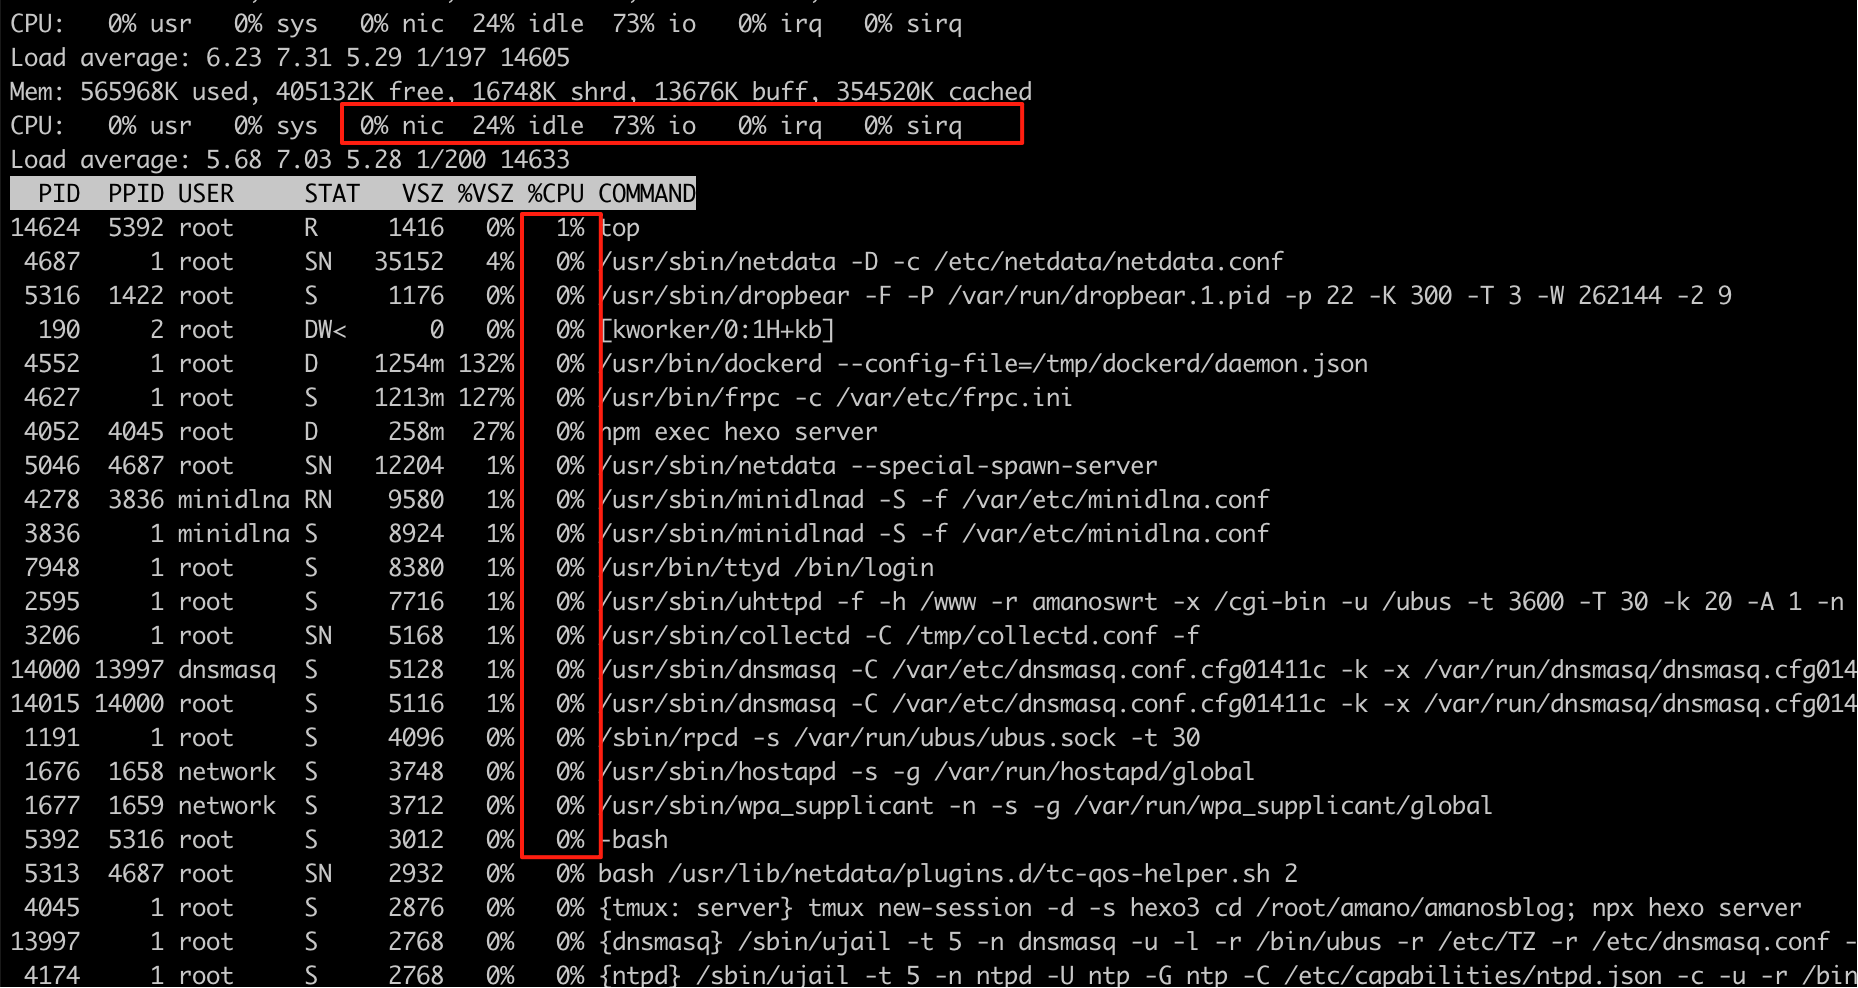 CPU:   0% usr   0% sys   0% nic  24% idle  73% io   0% irq   0% sirq
Load average: 6.23 7.31 5.29 1/197 14605
Mem: 565968K used, 405132K free, 16748K shrd, 13676K buff, 354520K cached
CPU:   0% usr   0% sys   0% nic  24% idle  73% io   0% irq   0% sirq
Load average: 5.68 7.03 5.28 1/200 14633
  PID  PPID USER     STAT   VSZ %VSZ %CPU COMMAND
14624  5392 root     R     1416   0%   1% top
 4687     1 root     SN   35152   4%   0% /usr/sbin/netdata -D -c /etc/netdata/netdata.conf
 5316  1422 root     S     1176   0%   0% /usr/sbin/dropbear -F -P /var/run/dropbear.1.pid -p 22 -K 300 -T 3 -W 262144 -2 9
  190     2 root     DW<      0   0%   0% [kworker/0:1H+kb]
 4552     1 root     D    1254m 132%   0% /usr/bin/dockerd --config-file=/tmp/dockerd/daemon.json
 4627     1 root     S    1213m 127%   0% /usr/bin/frpc -c /var/etc/frpc.ini
 4052  4045 root     D     258m  27%   0% npm exec hexo server
 5046  4687 root     SN   12204   1%   0% /usr/sbin/netdata --special-spawn-server
 4278  3836 minidlna RN    9580   1%   0% /usr/sbin/minidlnad -S -f /var/etc/minidlna.conf
 3836     1 minidlna S     8924   1%   0% /usr/sbin/minidlnad -S -f /var/etc/minidlna.conf
 7948     1 root     S     8380   1%   0% /usr/bin/ttyd /bin/login
 2595     1 root     S     7716   1%   0% /usr/sbin/uhttpd -f -h /www -r amanoswrt -x /cgi-bin -u /ubus -t 3600 -T 30 -k 20 -A 1 -n
 3206     1 root     SN    5168   1%   0% /usr/sbin/collectd -C /tmp/collectd.conf -f
14000 13997 dnsmasq  S     5128   1%   0% /usr/sbin/dnsmasq -C /var/etc/dnsmasq.conf.cfg01411c -k -x /var/run/dnsmasq/dnsmasq.cfg014
14015 14000 root     S     5116   1%   0% /usr/sbin/dnsmasq -C /var/etc/dnsmasq.conf.cfg01411c -k -x /var/run/dnsmasq/dnsmasq.cfg014
 1191     1 root     S     4096   0%   0% /sbin/rpcd -s /var/run/ubus/ubus.sock -t 30
 1676  1658 network  S     3748   0%   0% /usr/sbin/hostapd -s -g /var/run/hostapd/global
 1677  1659 network  S     3712   0%   0% /usr/sbin/wpa_supplicant -n -s -g /var/run/wpa_supplicant/global
 5392  5316 root     S     3012   0%   0% -bash
 5313  4687 root     SN    2932   0%   0% bash /usr/lib/netdata/plugins.d/tc-qos-helper.sh 2
 4045     1 root     S     2876   0%   0% {tmux: server} tmux new-session -d -s hexo3 cd /root/amano/amanosblog; npx hexo server
13997     1 root     S     2768   0%   0% {dnsmasq} /sbin/ujail -t 5 -n dnsmasq -u -l -r /bin/ubus -r /etc/TZ -r /etc/dnsmasq.conf -
 4174     1 root     S     2768   0%   0% {ntpd} /sbin/ujail -t 5 -n ntpd -U ntp -G ntp -C /etc/capabilities/ntpd.json -c -u -r /bin